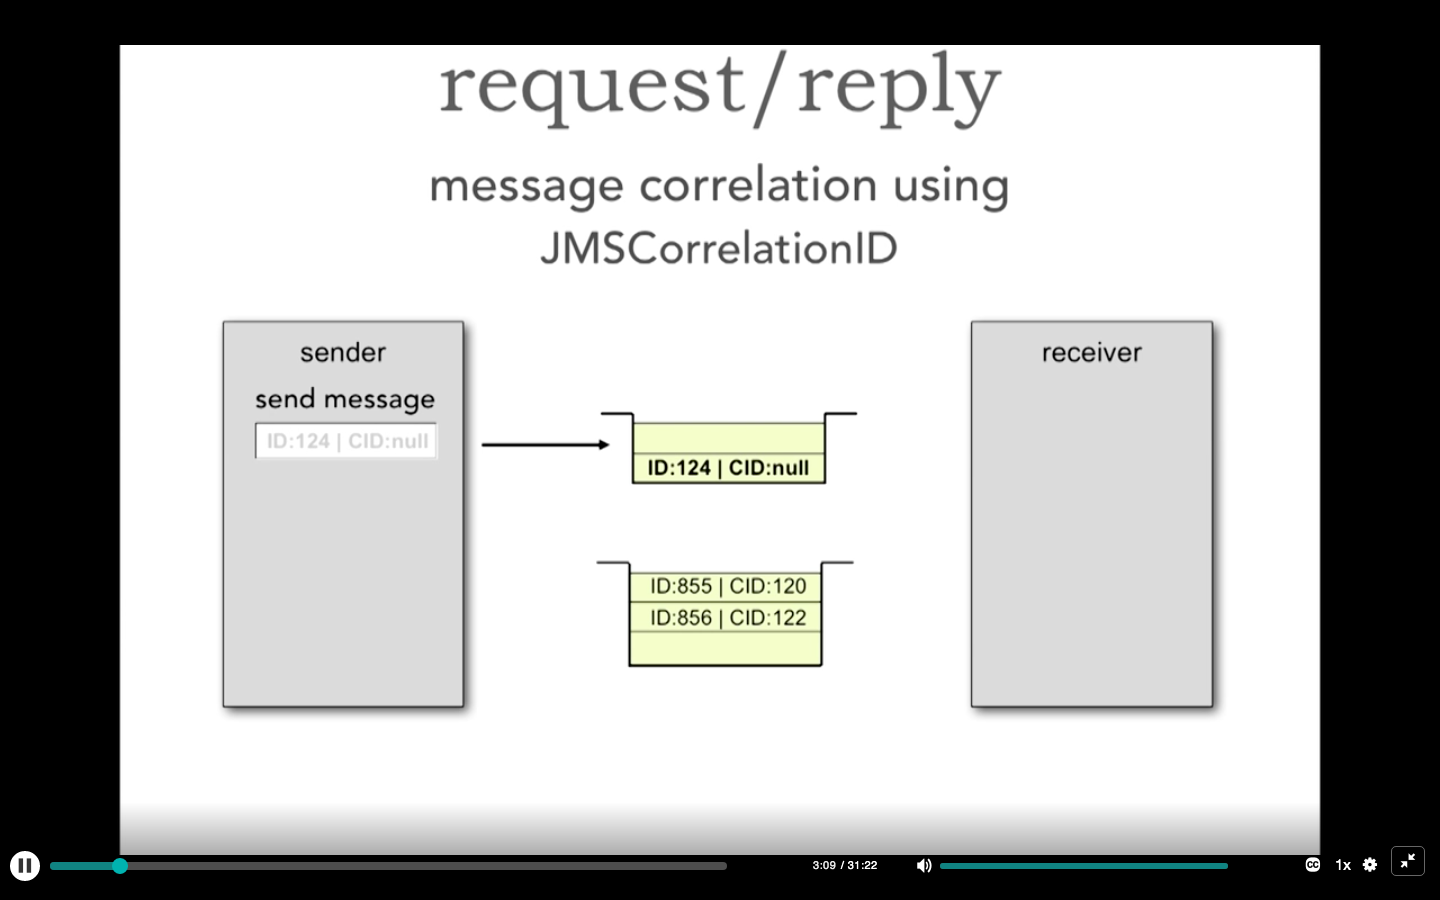 request/reply
message correlation using
JMSCorrelationID
sender
send message
ID:124 | CID:null
receiver
ID:124 | CID:null
ID:855 | CID:120
ID:856 | CID:122
3:09 / 31:22
CC
1x